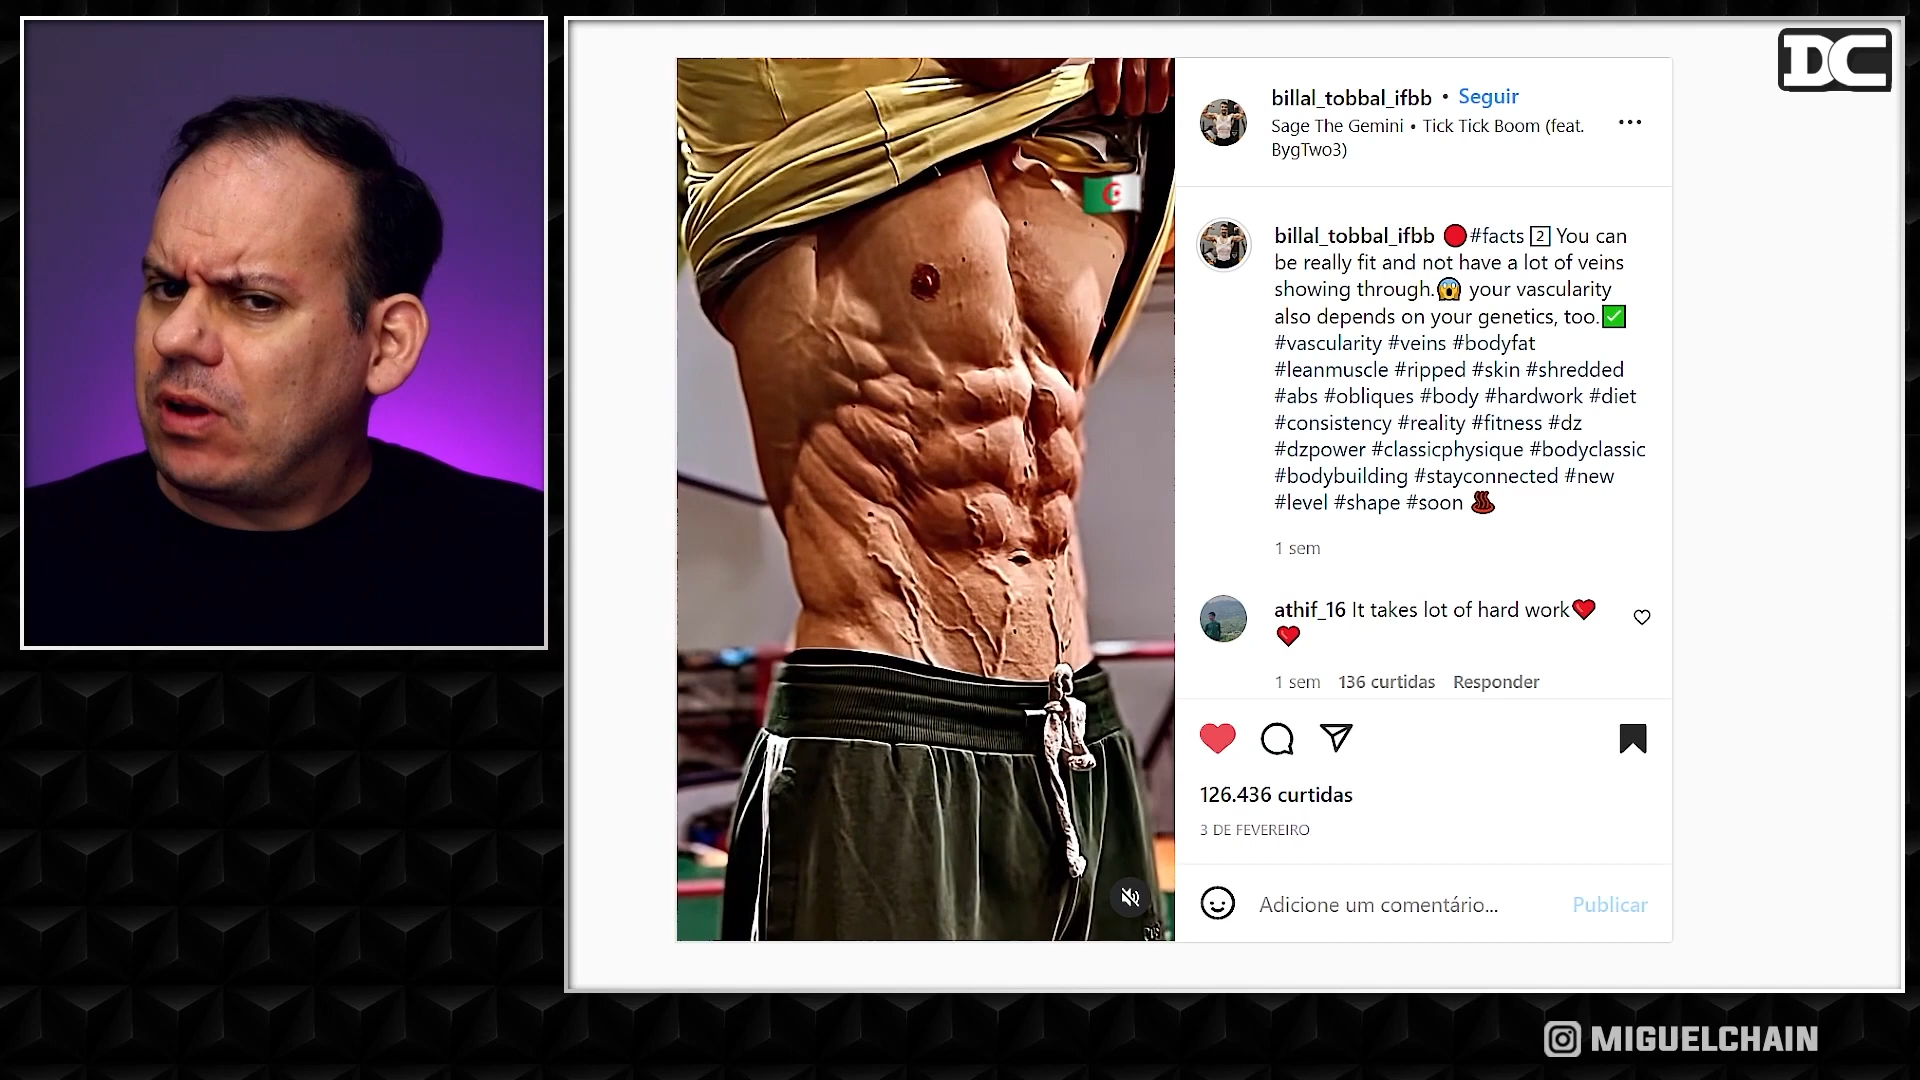 DC
billal_tobbal_ifbb • Seguir
Sage The Gemini • Tick Tick Boom (feat.
BygTwo3)
billal_tobbal_ifbb 🔴#facts 2️⃣ You can
be really fit and not have a lot of veins
showing through.😱 your vascularity
also depends on your genetics, too.✅
#vascularity #veins #bodyfat
#leanmuscle #ripped #skin #shredded
#abs #obliques #body #hardwork #diet
#consistency #reality #fitness #dz
#dzpower #classicphysique #bodyclassic
#bodybuilding #stayconnected #new
#level #shape #soon ♨️
1 sem
athif_16 It takes lot of hard work❤️
❤️
1 sem 136 curtidas Responder
126.436 curtidas
3 DE FEVEREIRO
Adicione um comentário... Publicar
MIGUELCHAIN